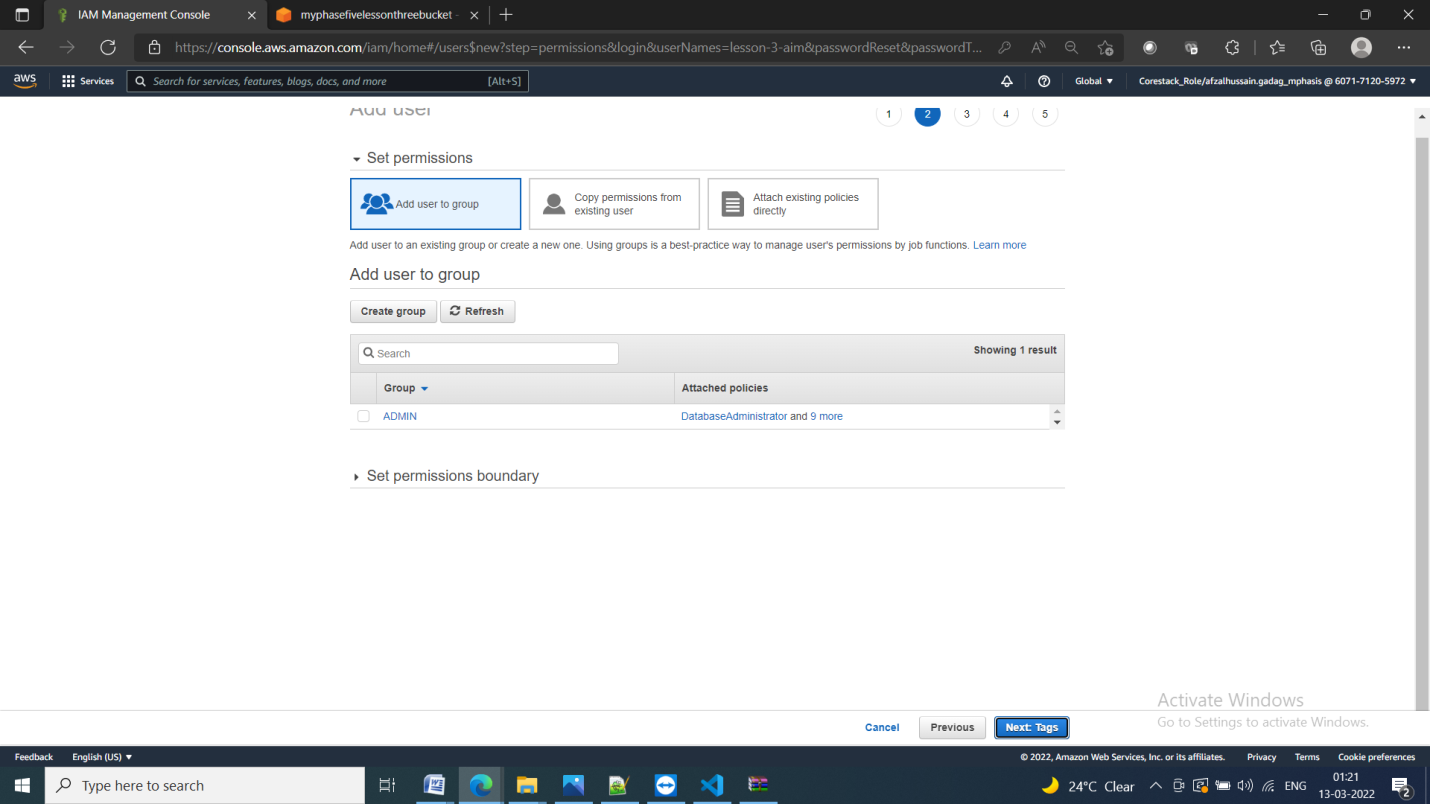 IAM Management Console
myphasefivelessonthreebucket -
https://console.aws.amazon.com/iam/home#/users$new?step=permissions&login&userNames=lesson-3-aim&passwordReset&passwordT...
aws
Services
Search for services, features, blogs, docs, and more
[Alt+S]
Global
Corestack_Role/afzalhussain.gadag_mphasis @ 6071-7120-5972
Add user
1 2 3 4 5
Set permissions
Add user to group
Copy permissions from
existing user
Attach existing policies
directly
Add user to an existing group or create a new one. Using groups is a best-practice way to manage user's permissions by job functions. Learn more
Add user to group
Create group
Refresh
Search
Showing 1 result
Group
Attached policies
ADMIN
DatabaseAdministrator and 9 more
Set permissions boundary
Activate Windows
Go to Settings to activate Windows.
Cancel
Previous
Next: Tags
Feedback
English (US)
© 2022, Amazon Web Services, Inc. or its affiliates.
Privacy
Terms
Cookie preferences
Type here to search
24°C Clear
ENG
01:21
13-03-2022
2